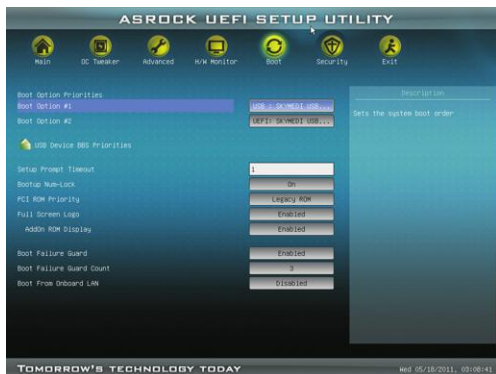 ASROCK UEFI SETUP UTILITY
Main OC Tweaker Advanced H/W Monitor Boot Security Exit
Description
Boot Option Priorities
Boot Option #1 USB : SKYMEDI USB...
Sets the system boot order
Boot Option #2 UEFI: SKYMEDI USB...
USB Device BBS Priorities
Setup Prompt Timeout 1
Bootup Num-Lock On
PCI ROM Priority Legacy ROM
Full Screen Logo Enabled
AddOn ROM Display Enabled
Boot Failure Guard Enabled
Boot Failure Guard Count 3
Boot From Onboard LAN Disabled
TOMORROW'S TECHNOLOGY TODAY
Wed 05/18/2011, 03:08:41